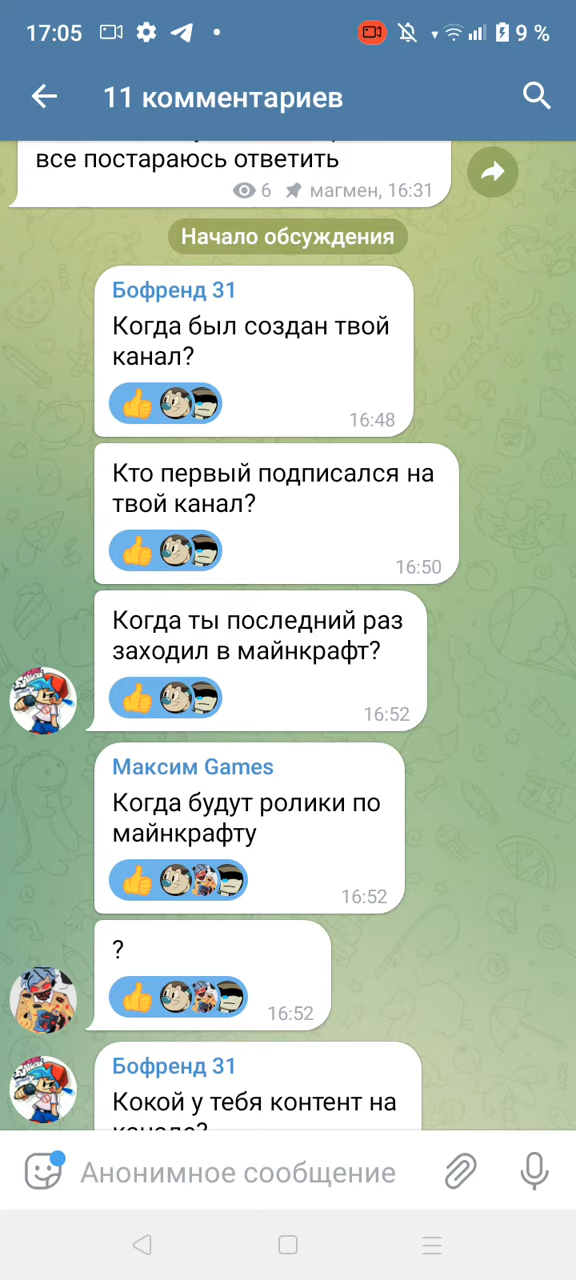 17:05
9 %
11 комментариев
все постараюсь ответить
6 магмен, 16:31
Начало обсуждения
Бофренд 31
Когда был создан твой
канал?
16:48
Кто первый подписался на
твой канал?
16:50
Когда ты последний раз
заходил в майнкрафт?
16:52
Максим Games
Когда будут ролики по
майнкрафту
16:52
?
16:52
Бофренд 31
Кокой у тебя контент на
канале?
Анонимное сообщение